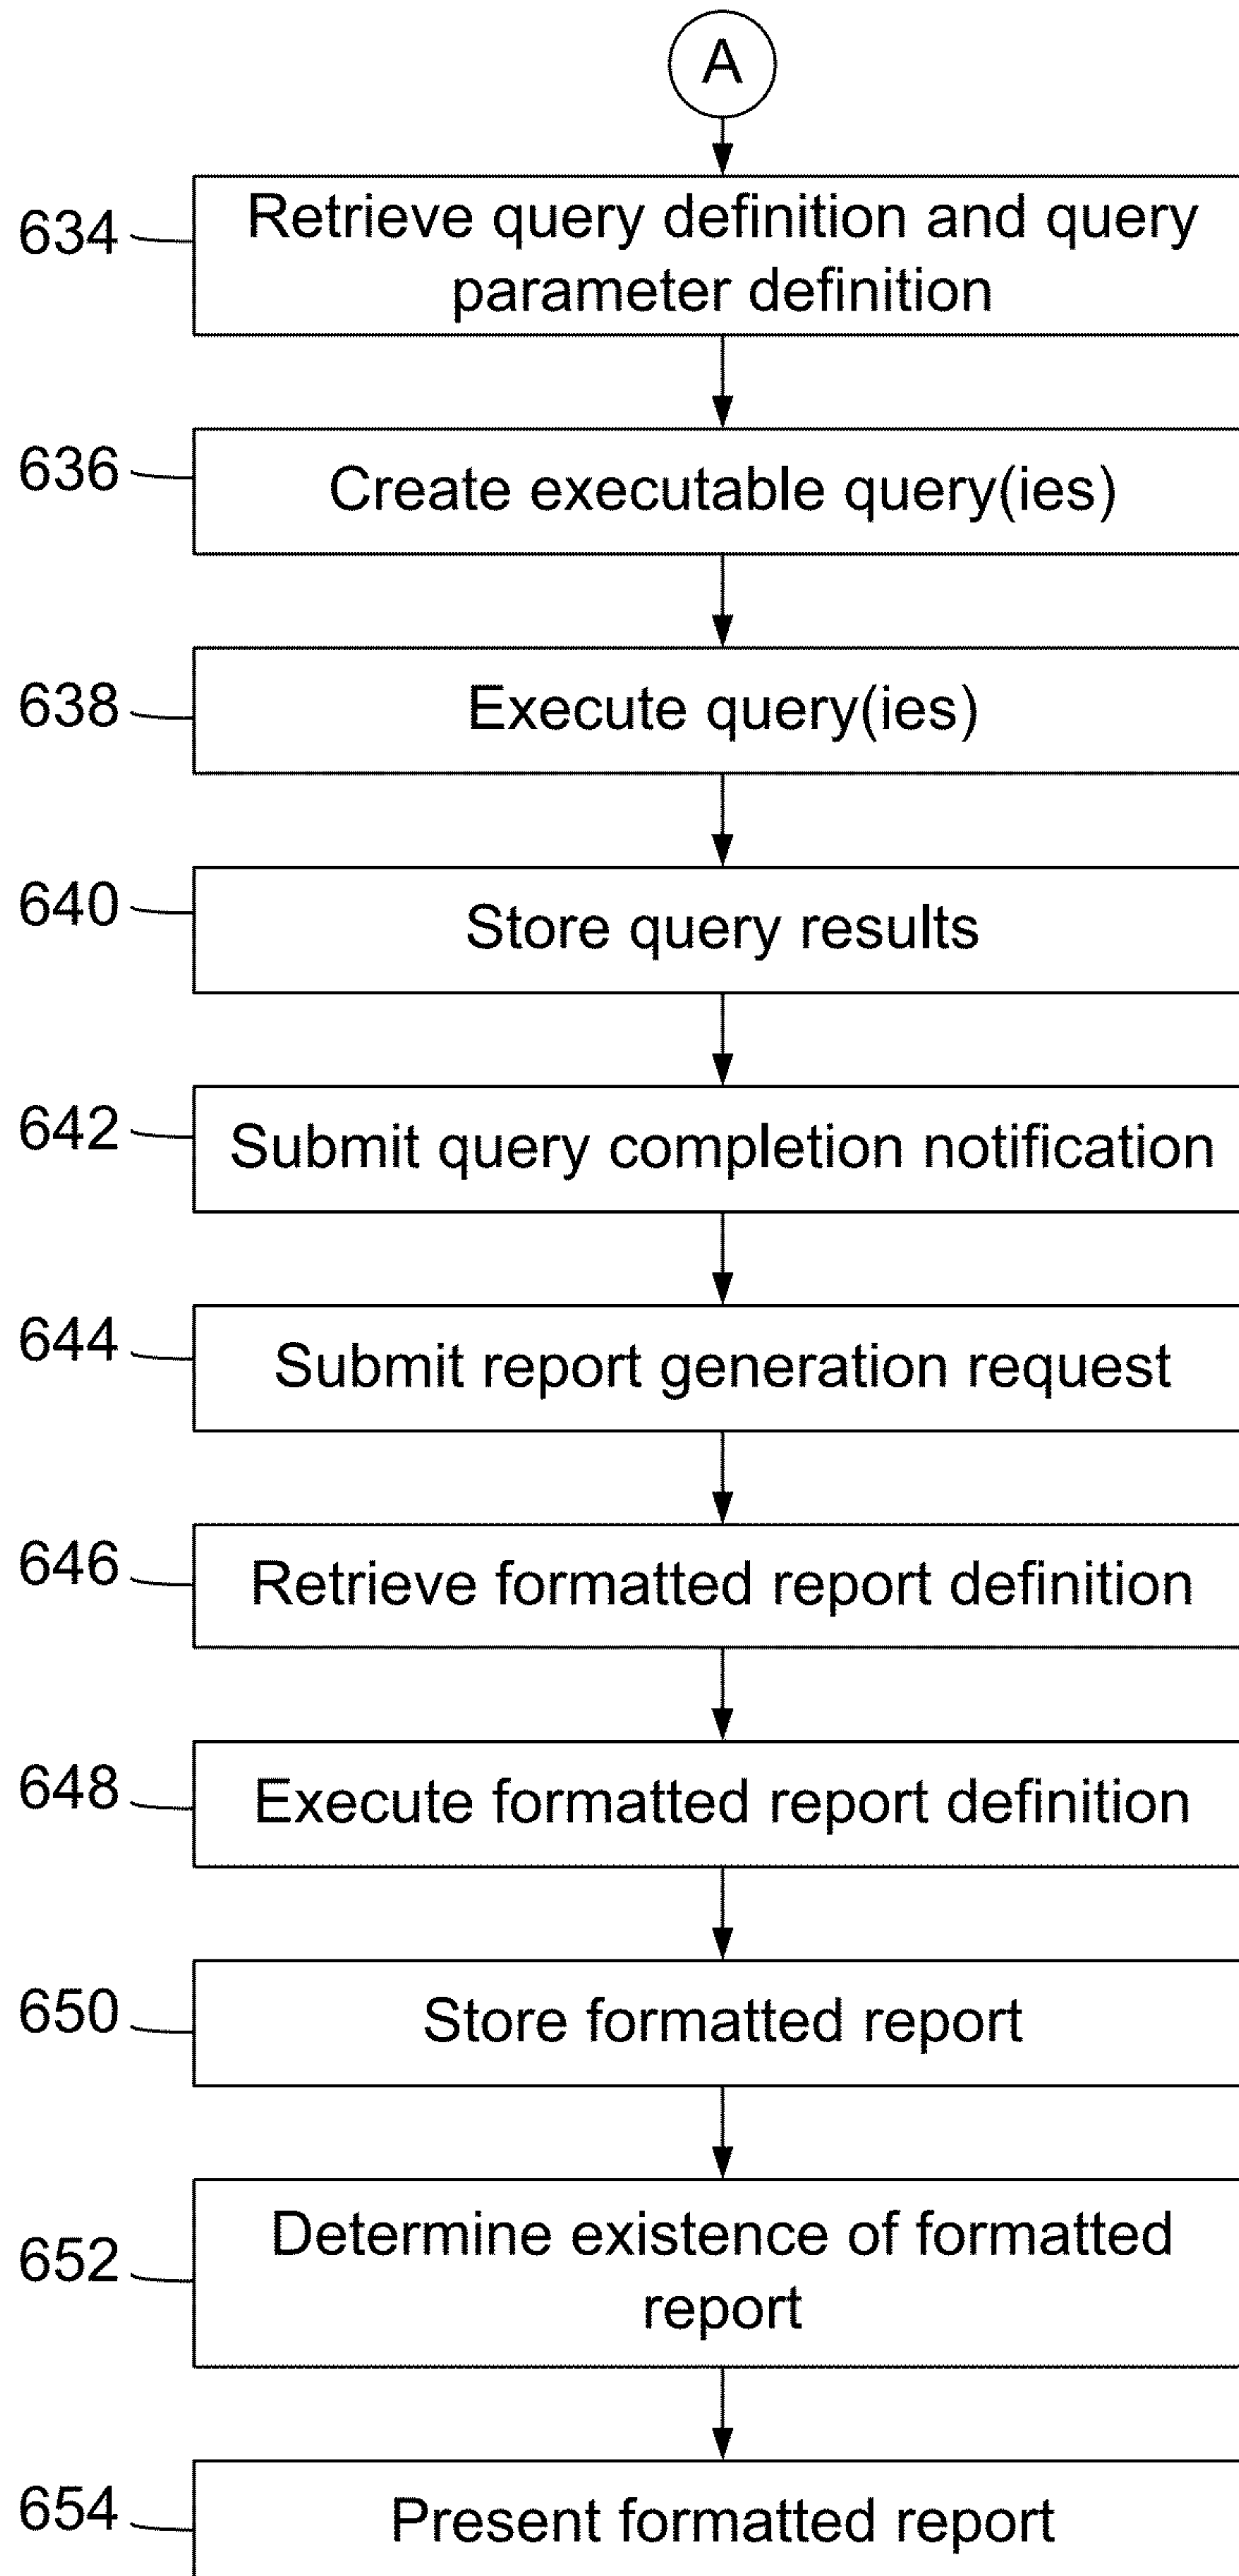 A
634
Retrieve query definition and query
parameter definition
636
Create executable query(ies)
638
Execute query(ies)
640
Store query results
642
Submit query completion notification
644
Submit report generation request
646
Retrieve formatted report definition
648
Execute formatted report definition
650
Store formatted report
652
Determine existence of formatted
report
654
Present formatted report